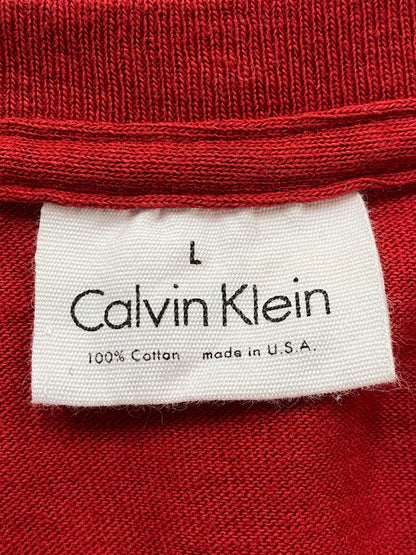 L
Calvin Klein
100% Cotton made in U.S.A.